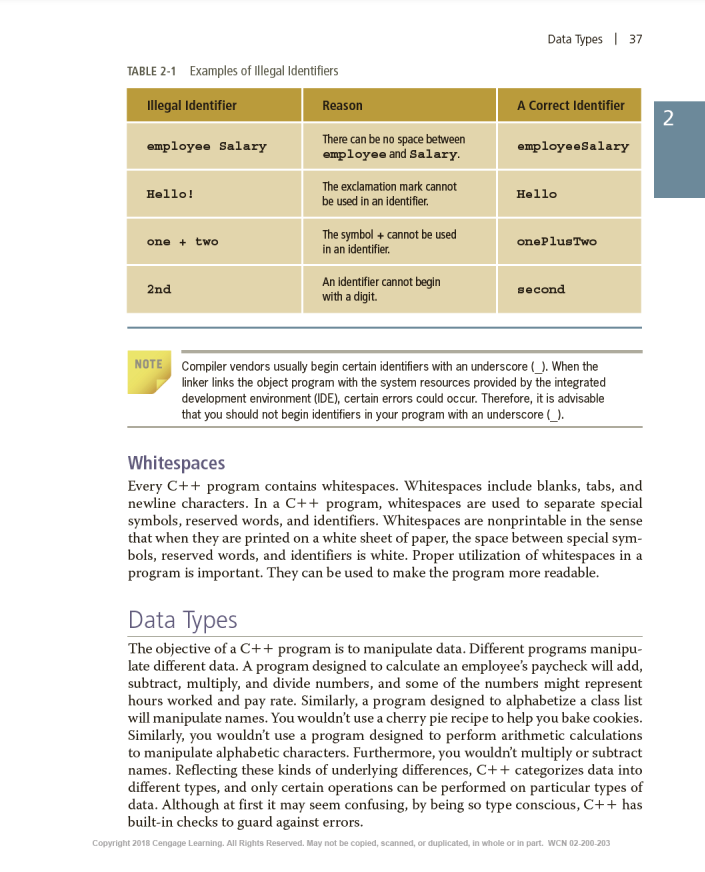 Data Types | 37
TABLE 2-1 Examples of Illegal Identifiers
2
Illegal Identifier Reason A Correct Identifier
employee Salary There can be no space between employeeSalary
employee and Salary.
Hello! The exclamation mark cannot Hello
be used in an identifier.
one + two The symbol + cannot be used onePlusTwo
in an identifier.
2nd An identifier cannot begin second
with a digit.
NOTE
Compiler vendors usually begin certain identifiers with an underscore (_). When the
linker links the object program with the system resources provided by the integrated
development environment (IDE), certain errors could occur. Therefore, it is advisable
that you should not begin identifiers in your program with an underscore (_).
Whitespaces
Every C++ program contains whitespaces. Whitespaces include blanks, tabs, and
newline characters. In a C++ program, whitespaces are used to separate special
symbols, reserved words, and identifiers. Whitespaces are nonprintable in the sense
that when they are printed on a white sheet of paper, the space between special sym-
bols, reserved words, and identifiers is white. Proper utilization of whitespaces in a
program is important. They can be used to make the program more readable.
Data Types
The objective of a C++ program is to manipulate data. Different programs manipu-
late different data. A program designed to calculate an employee's paycheck will add,
subtract, multiply, and divide numbers, and some of the numbers might represent
hours worked and pay rate. Similarly, a program designed to alphabetize a class list
will manipulate names. You wouldn't use a cherry pie recipe to help you bake cookies.
Similarly, you wouldn't use a program designed to perform arithmetic calculations
to manipulate alphabetic characters. Furthermore, you wouldn't multiply or subtract
names. Reflecting these kinds of underlying differences, C++ categorizes data into
different types, and only certain operations can be performed on particular types of
data. Although at first it may seem confusing, by being so type conscious, C++ has
built-in checks to guard against errors.
Copyright 2018 Cengage Learning. All Rights Reserved. May not be copied, scanned, or duplicated, in whole or in part. WCN 02-200-203